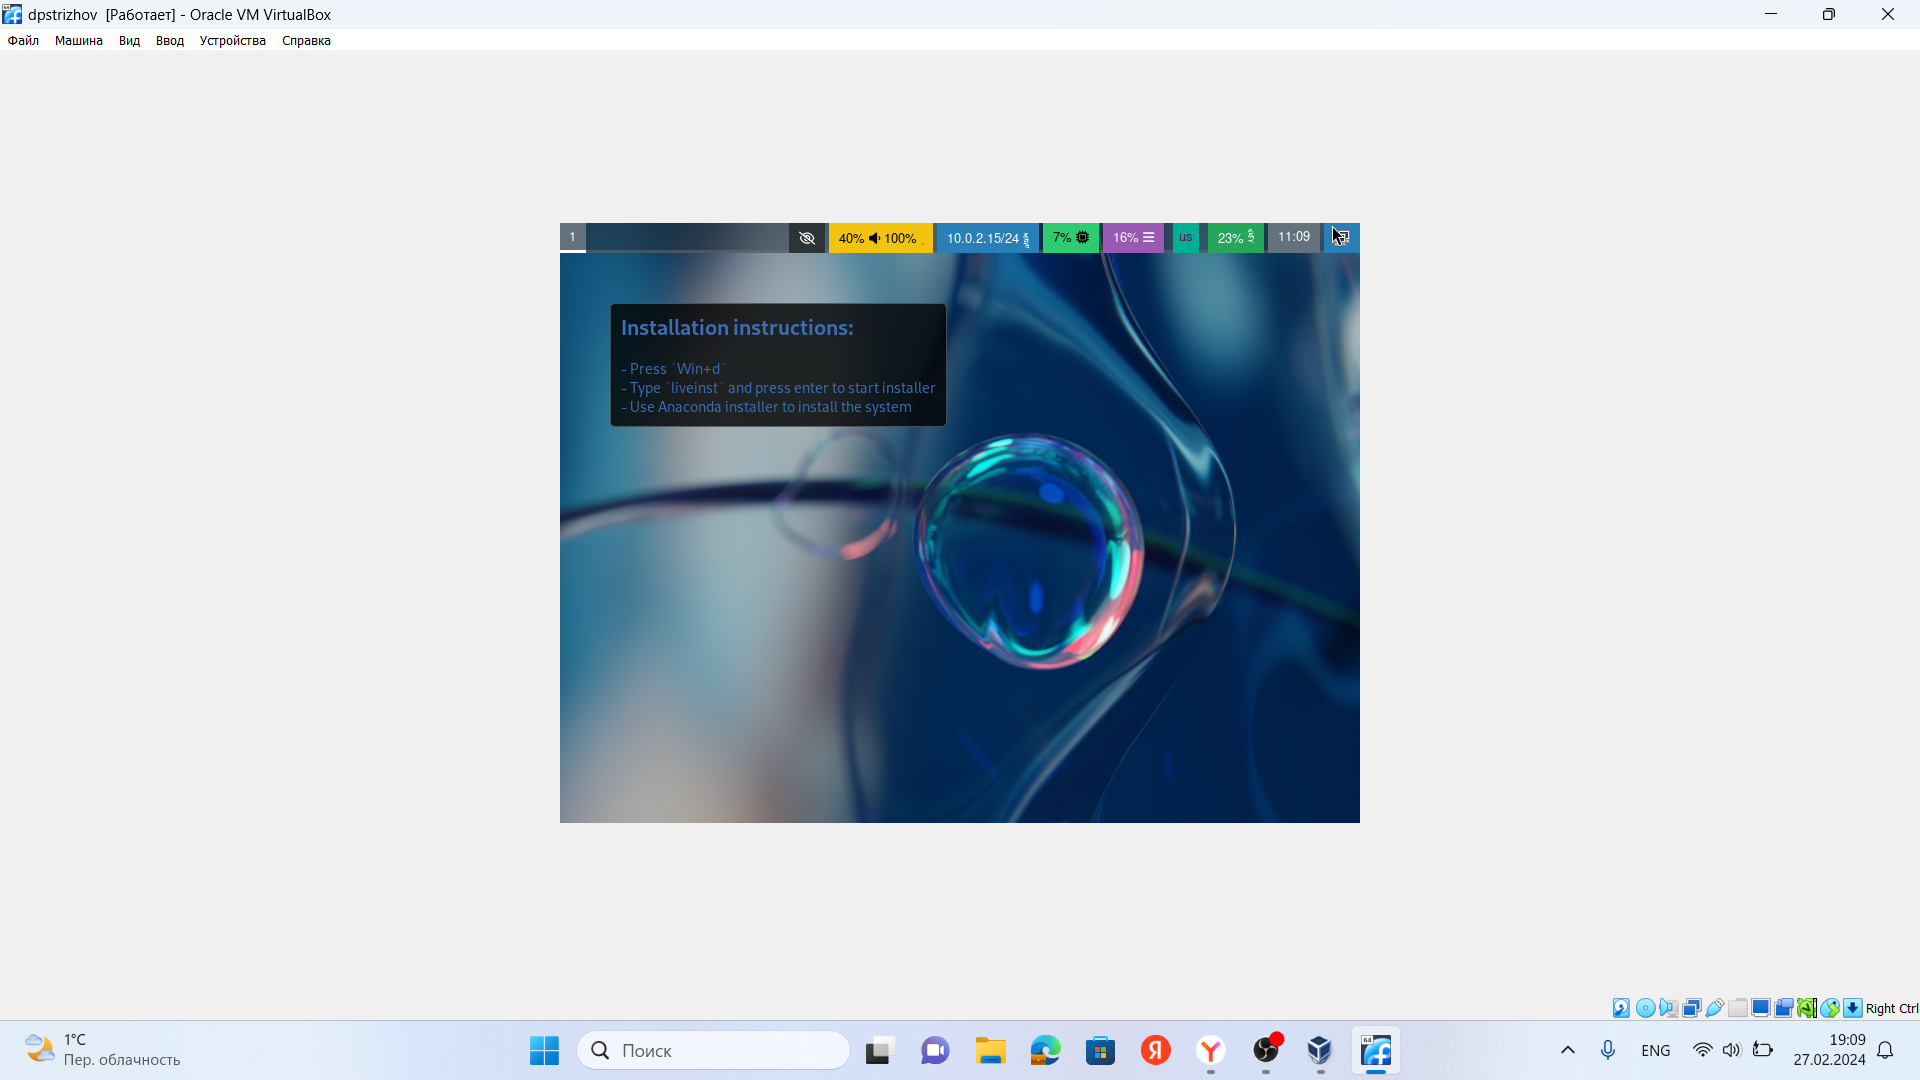 dpstrizhov [Работает] - Oracle VM VirtualBox
Файл Машина Вид Ввод Устройства Справка
1 40% 100% 10.0.2.15/24 7% 16% us 23% 11:09
Installation instructions:
- Press `Win+d`
- Type `liveinst` and press enter to start installer
- Use Anaconda installer to install the system
Right Ctrl
1°C
Пер. облачность
Поиск
64
ENG
19:09
27.02.2024